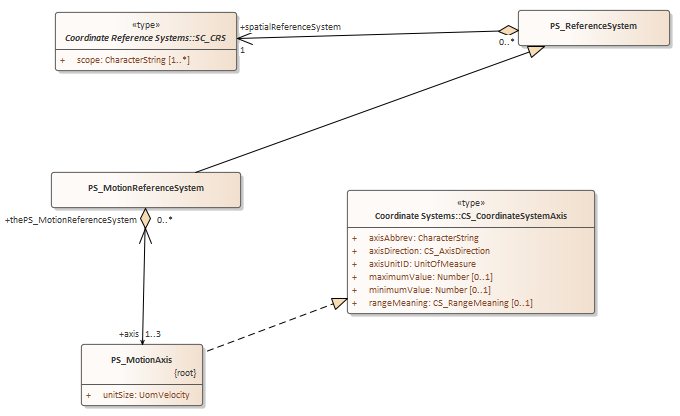 «type»
Coordinate Reference Systems::SC_CRS
+ scope: CharacterString [1..*]
+spatialReferenceSystem
1
0..*
PS_ReferenceSystem
PS_MotionReferenceSystem
+thePS_MotionReferenceSystem
0..*
«type»
Coordinate Systems::CS_CoordinateSystemAxis
+ axisAbbrev: CharacterString
+ axisDirection: CS_AxisDirection
+ axisUnitID: UnitOfMeasure
+ maximumValue: Number [0..1]
+ minimumValue: Number [0..1]
+ rangeMeaning: CS_RangeMeaning [0..1]
+axis 1..3
PS_MotionAxis
{root}
+ unitSize: UomVelocity